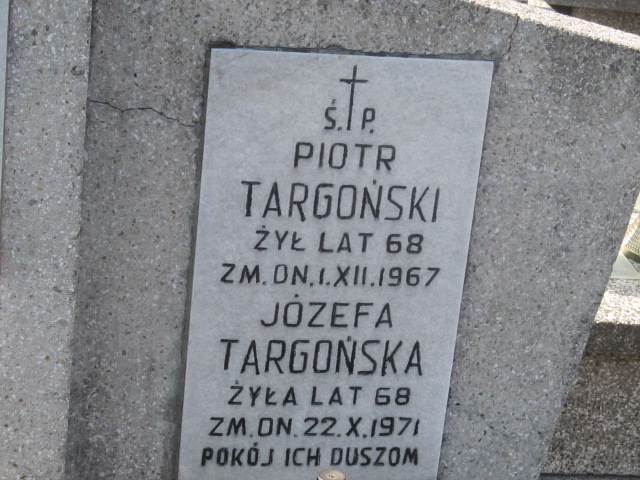 Ś. P.
PIOTR
TARGOŃSKI
ŻYŁ LAT 68
ZM. DN. 1. XII. 1967
JÓZEFA
TARGOŃSKA
ŻYŁA LAT 68
ZM. DN. 22. X. 1971
POKÓJ ICH DUSZOM